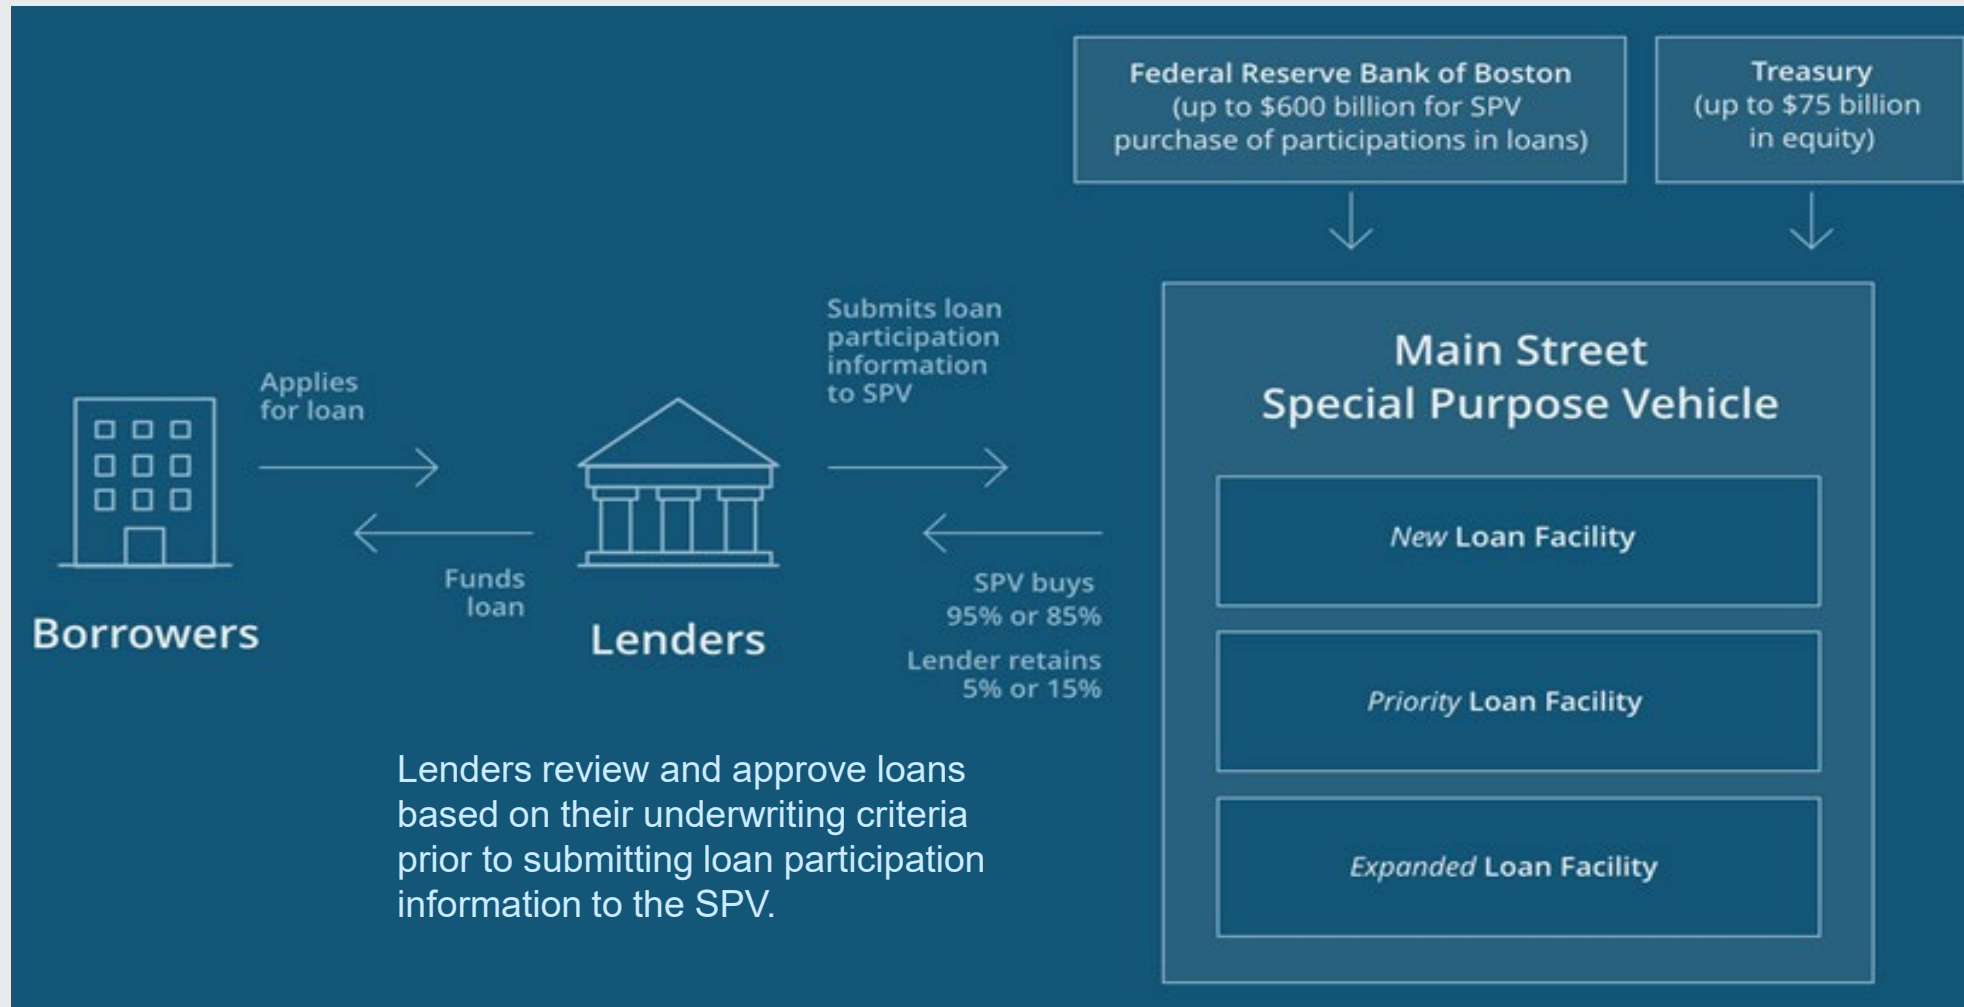 Federal Reserve Bank of Boston
(up to $600 billion for SPV
purchase of participations in loans)
Treasury
(up to $75 billion
in equity)
Applies
for loan
Funds
loan
Borrowers
Lenders
Submits loan
participation
information
to SPV
SPV buys
95% or 85%
Lender retains
5% or 15%
Main Street
Special Purpose Vehicle
New Loan Facility
Priority Loan Facility
Expanded Loan Facility
Lenders review and approve loans
based on their underwriting criteria
prior to submitting loan participation
information to the SPV.